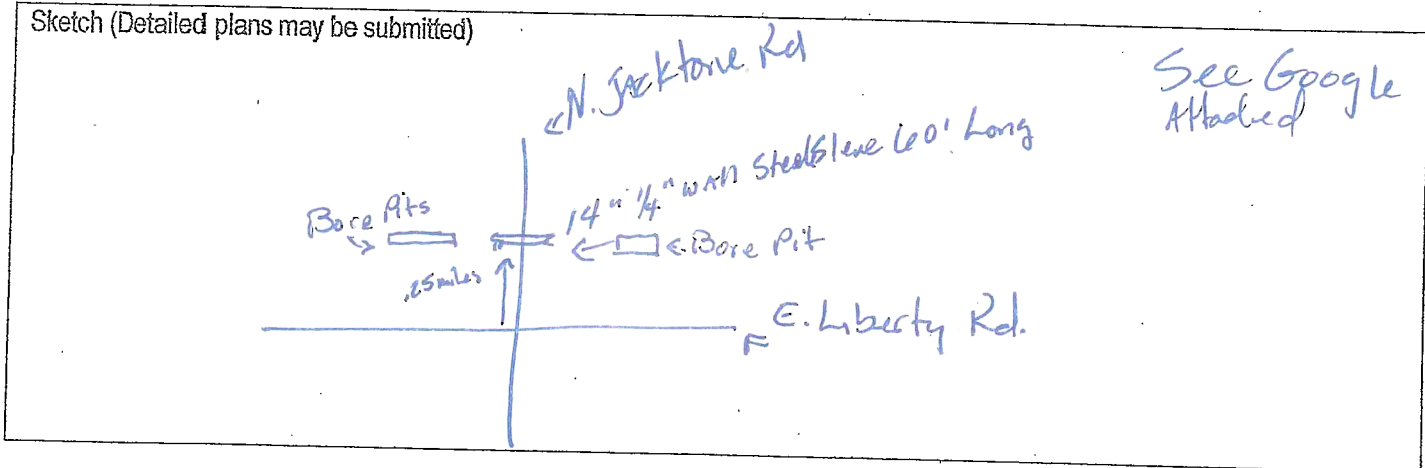 Sketch (Detailed plans may be submitted)
N. Jacktone Rd
See Google
Attached
14" 1/4" wall Steel Sleve 60' Long
Bore Pits
Bore Pit
.25 miles
E. Liberty Rd.